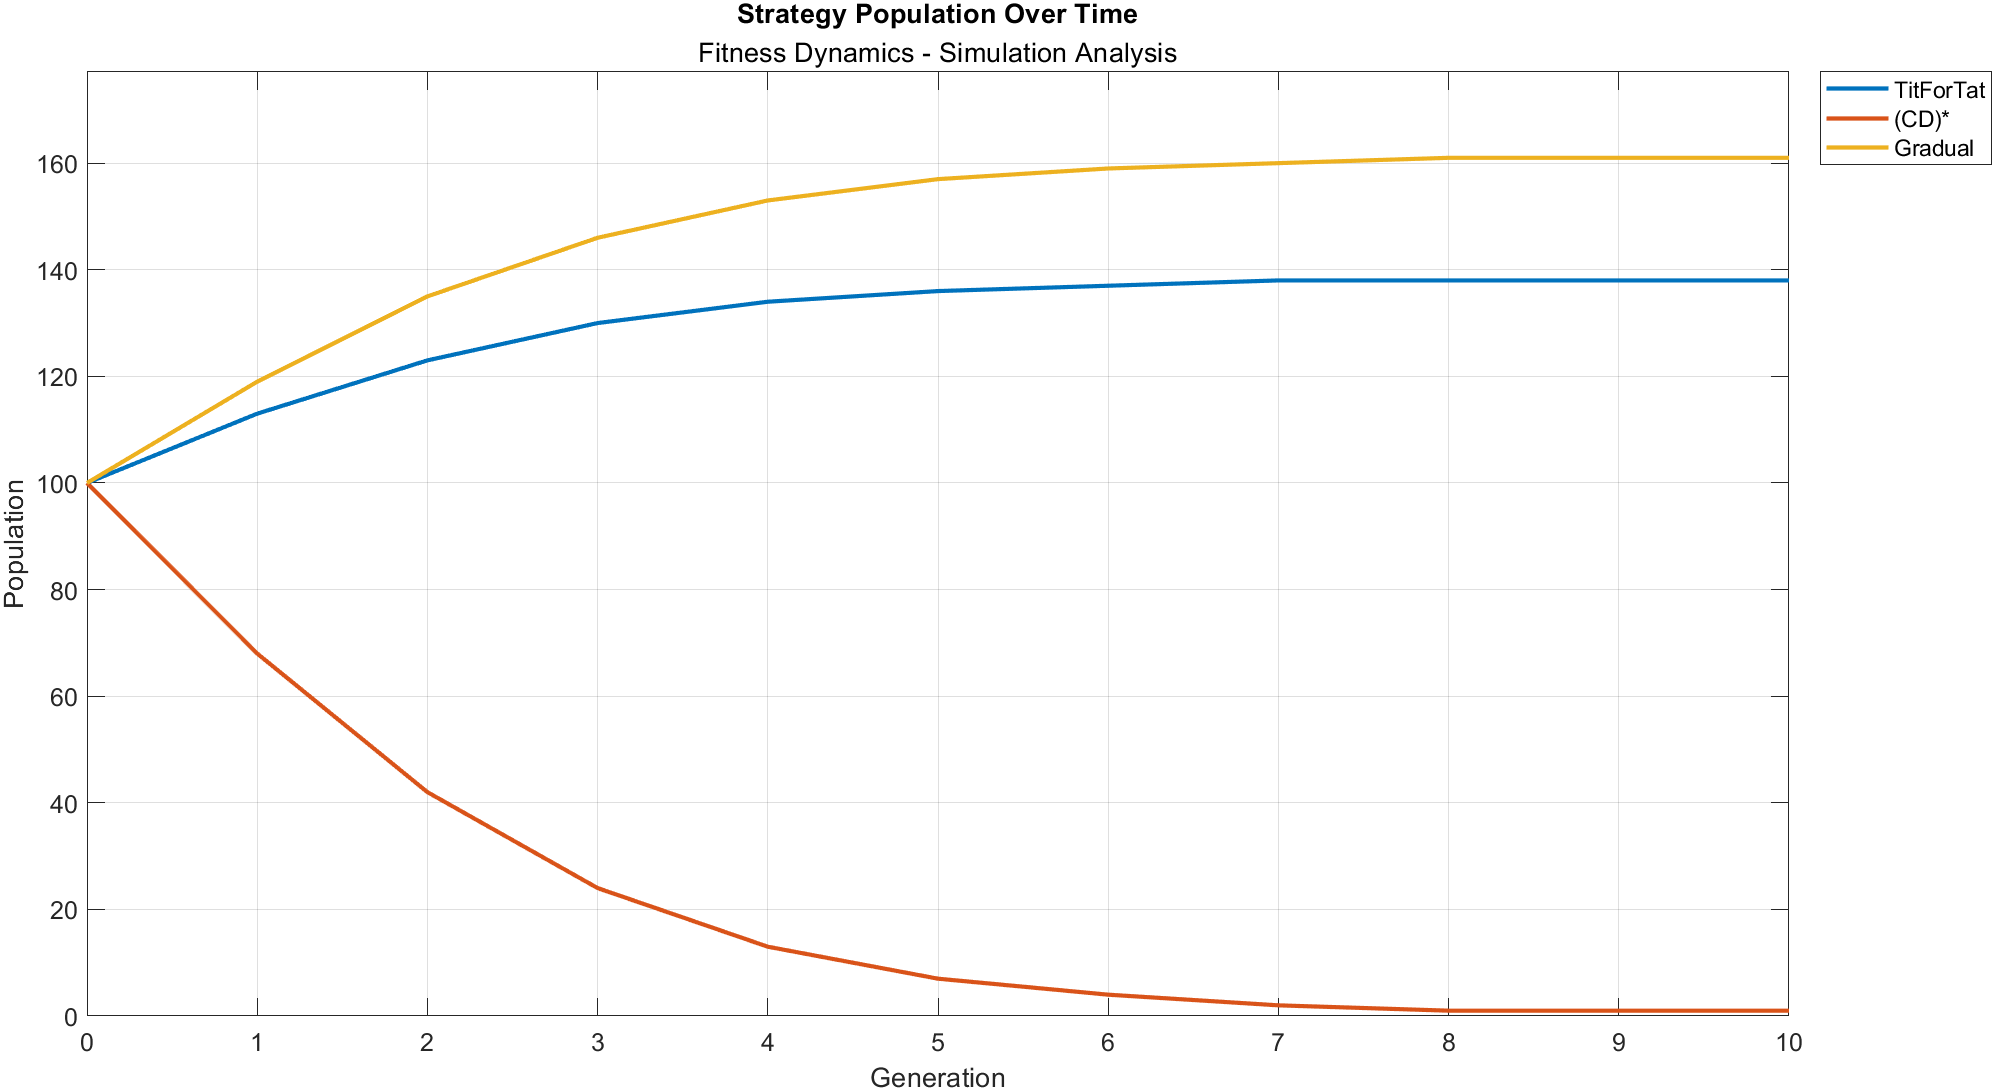 Strategy Population Over Time
Fitness Dynamics - Simulation Analysis
TitForTat
(CD)*
Gradual
Population
160
140
120
100
80
60
40
20
0
0 1 2 3 4 5 6 7 8 9 10
Generation